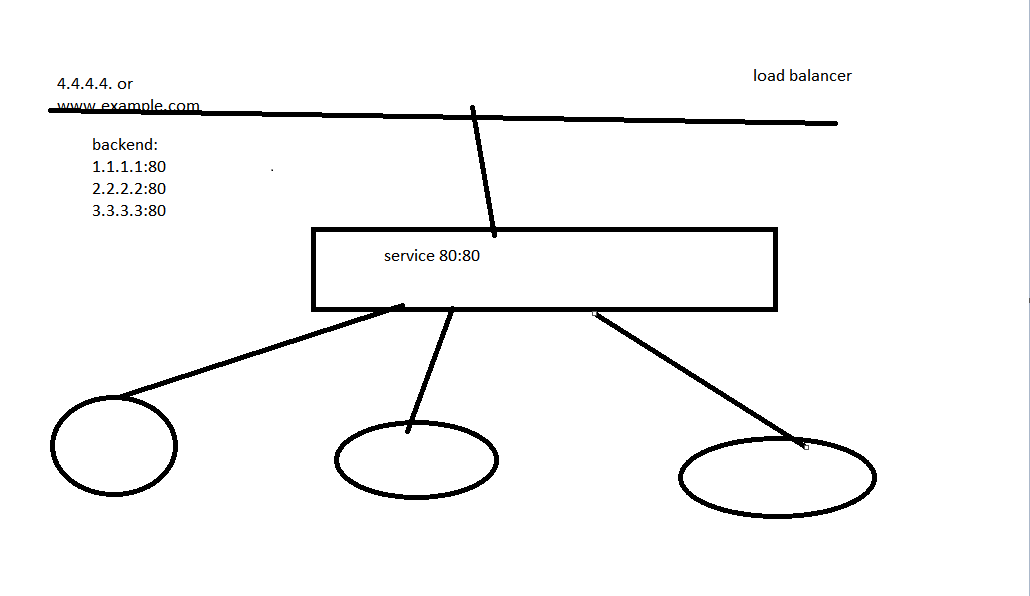 load balancer
4.4.4.4. or
www.example.com
backend:
1.1.1.1:80
2.2.2.2:80
3.3.3.3:80
service 80:80